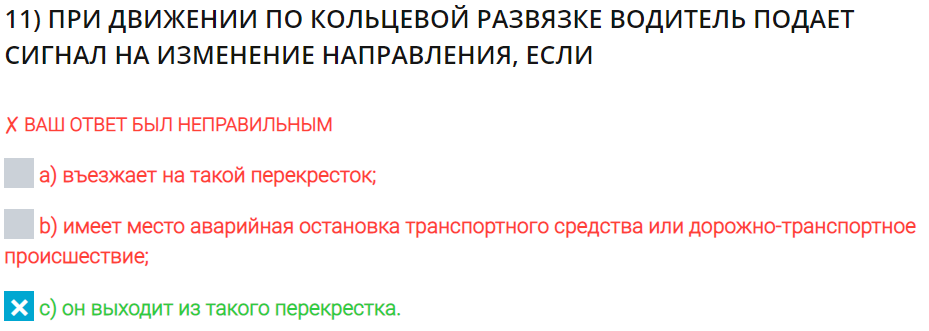 11) ПРИ ДВИЖЕНИИ ПО КОЛЬЦЕВОЙ РАЗВЯЗКЕ ВОДИТЕЛЬ ПОДАЕТ
СИГНАЛ НА ИЗМЕНЕНИЕ НАПРАВЛЕНИЯ, ЕСЛИ
✗ ВАШ ОТВЕТ БЫЛ НЕПРАВИЛЬНЫМ
a) въезжает на такой перекресток;
b) имеет место аварийная остановка транспортного средства или дорожно-транспортное
происшествие;
c) он выходит из такого перекрестка.